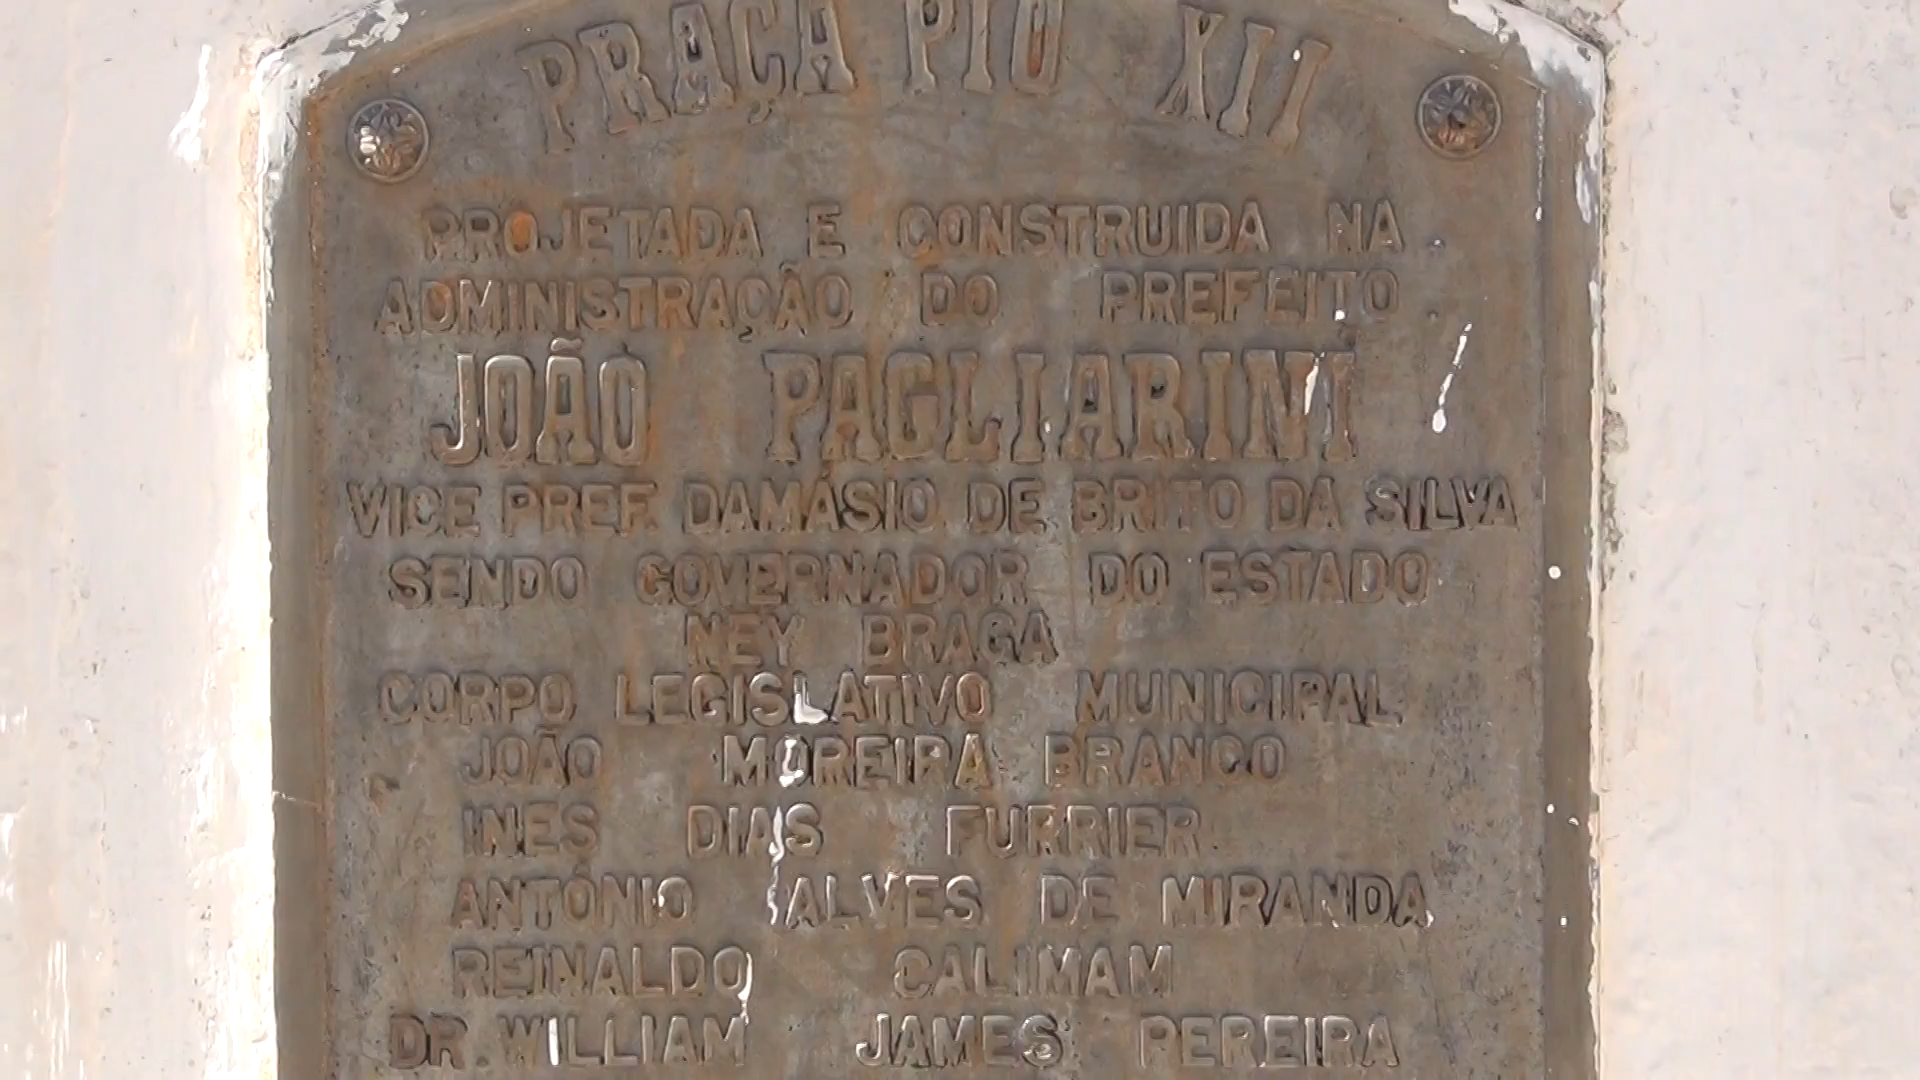 PRAÇA PIO XII
PROJETADA E CONSTRUIDA NA
ADMINISTRAÇÃO DO PREFEITO
JOÃO PAGLIARINI
VICE PREF. DAMÁSIO DE BRITO DA SILVA
SENDO GOVERNADOR DO ESTADO
NEY BRAGA
CORPO LEGISLATIVO MUNICIPAL
JOÃO MOREIRA BRANCO
INES DIAS FURRIER
ANTÔNIO ALVES DE MIRANDA
REINALDO CALIMAM
DR. WILLIAM JAMES PEREIRA